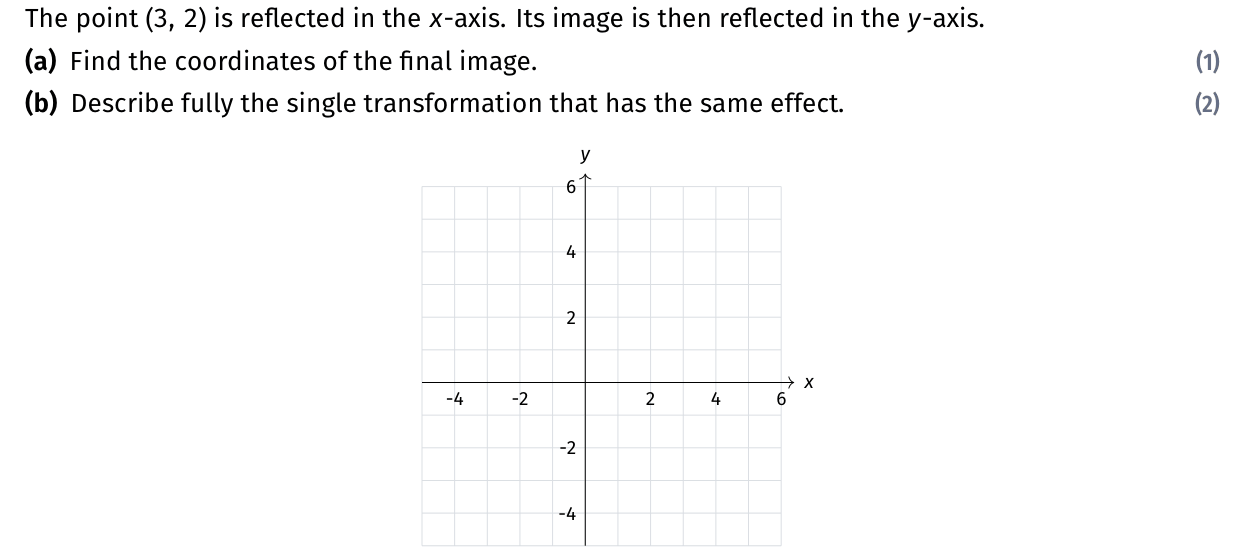 The point (3, 2) is reflected in the x-axis. Its image is then reflected in the y-axis.
(a) Find the coordinates of the final image. (1)
(b) Describe fully the single transformation that has the same effect. (2)
y
6
4
2
x
-4 -2 2 4 6
-2
-4